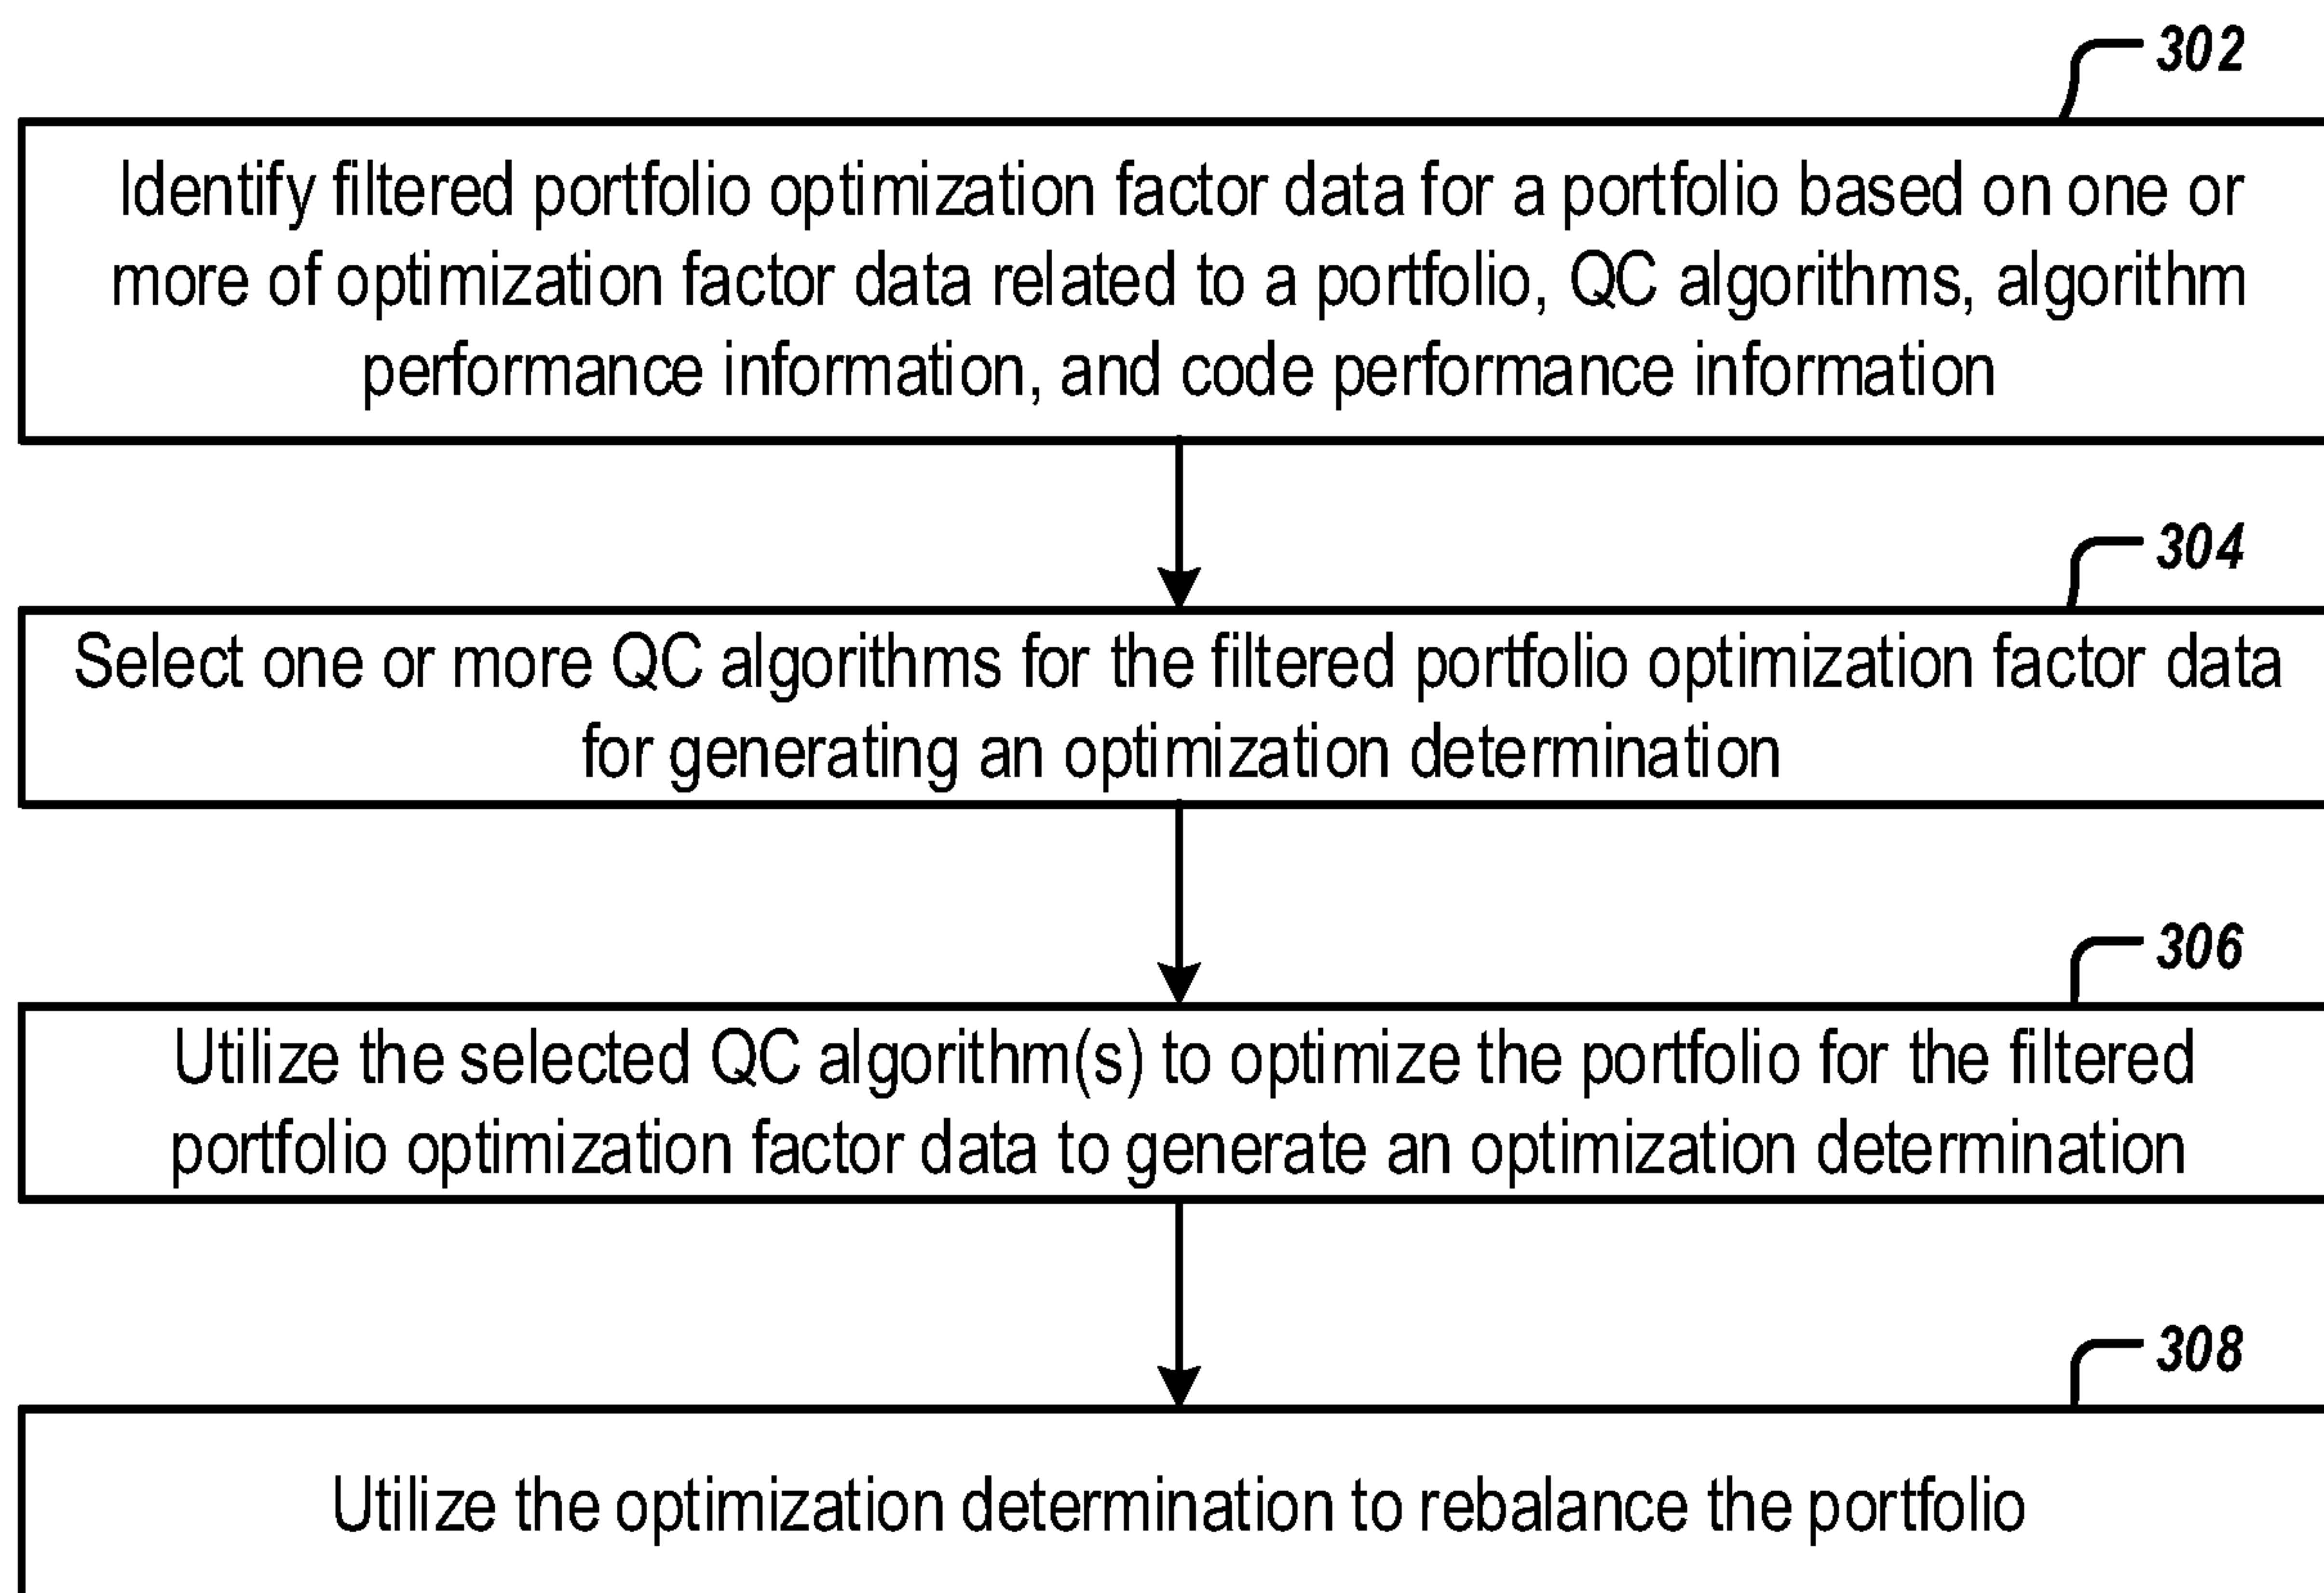 302
Identify filtered portfolio optimization factor data for a portfolio based on one or
more of optimization factor data related to a portfolio, QC algorithms, algorithm
performance information, and code performance information
304
Select one or more QC algorithms for the filtered portfolio optimization factor data
for generating an optimization determination
306
Utilize the selected QC algorithm(s) to optimize the portfolio for the filtered
portfolio optimization factor data to generate an optimization determination
308
Utilize the optimization determination to rebalance the portfolio